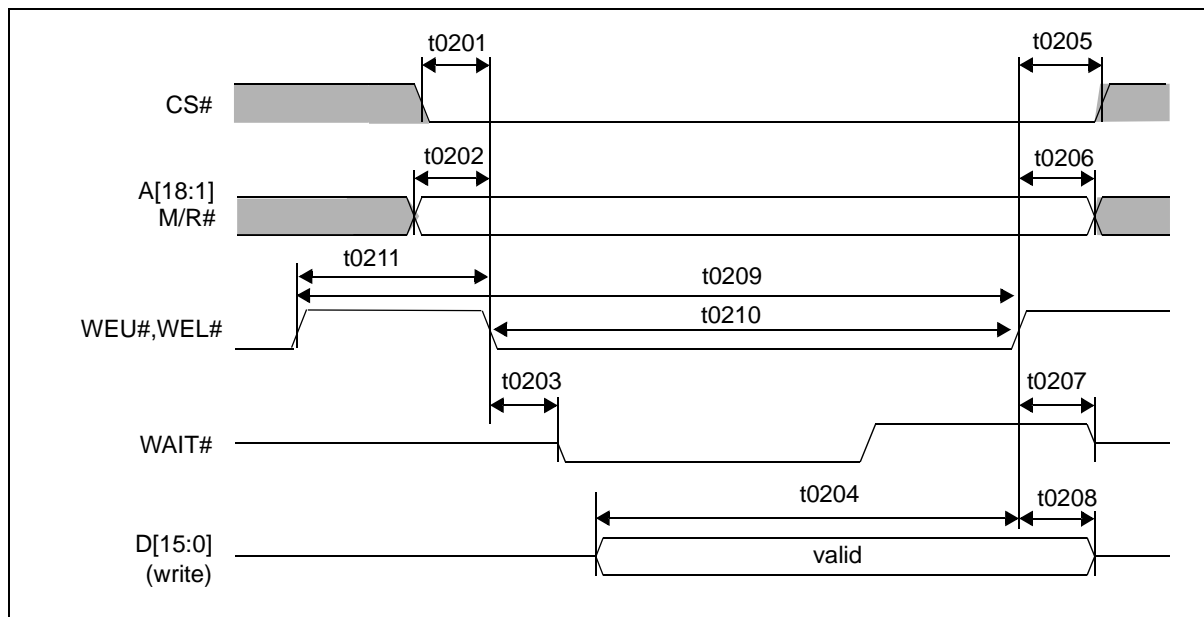 t0201
t0205
CS#
t0202
t0206
A[18:1]
M/R#
t0211
t0209
t0210
WEU#,WEL#
t0203
t0207
WAIT#
t0204
t0208
D[15:0]
valid
(write)